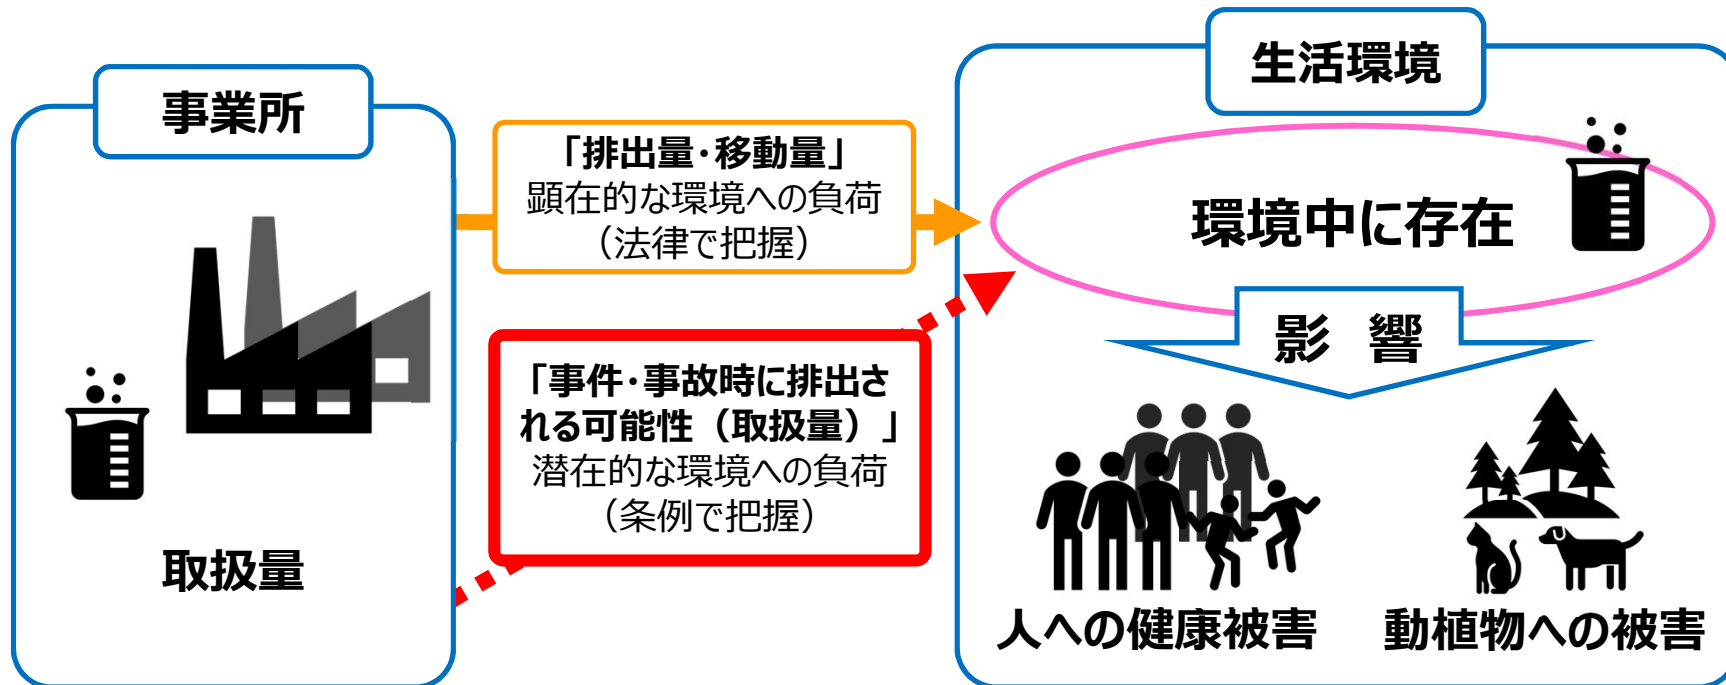 事業所
取扱量
「排出量・移動量」
顕在的な環境への負荷
（法律で把握）
「事件・事故時に排出さ
れる可能性（取扱量）」
潜在的な環境への負荷
（条例で把握）
生活環境
環境中に存在
影　響
人への健康被害
動植物への被害